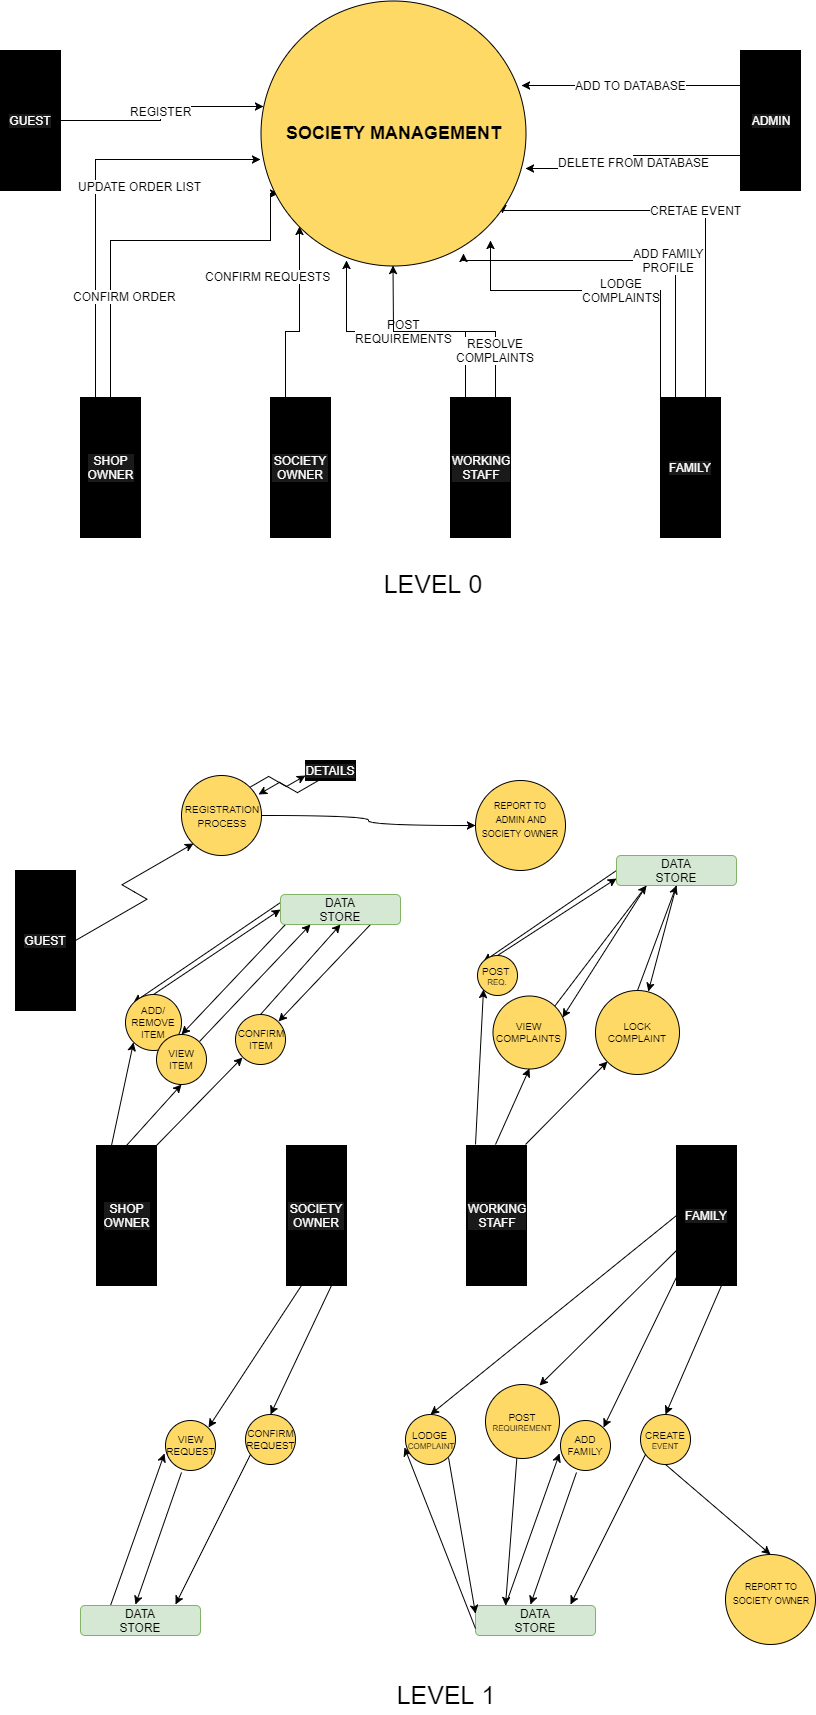 SOCIETY MANAGEMENT
ADD TO DATABASE
REGISTER
GUEST
ADMIN
DELETE FROM DATABASE
UPDATE ORDER LIST
CRETAE EVENT
ADD FAMILY
PROFILE
CONFIRM REQUESTS
LODGE
COMPLAINTS
CONFIRM ORDER
POST
REQUIREMENTS
RESOLVE
COMPLAINTS
SHOP
OWNER
SOCIETY
OWNER
WORKING
STAFF
FAMILY
LEVEL 0
DETAILS
REGISTRATION
PROCESS
REPORT TO
ADMIN AND
SOCIETY OWNER
DATA
STORE
DATA
STORE
GUEST
POST
REQ.
ADD/
REMOVE
ITEM
VIEW
ITEM
CONFIRM
ITEM
VIEW
COMPLAINTS
LOCK
COMPLAINT
SHOP
OWNER
SOCIETY
OWNER
WORKING
STAFF
FAMILY
VIEW
REQUEST
CONFIRM
REQUEST
LODGE
COMPLAINT
POST
REQUIREMENT
ADD
FAMILY
CREATE
EVENT
REPORT TO
SOCIETY OWNER
DATA
STORE
DATA
STORE
LEVEL 1